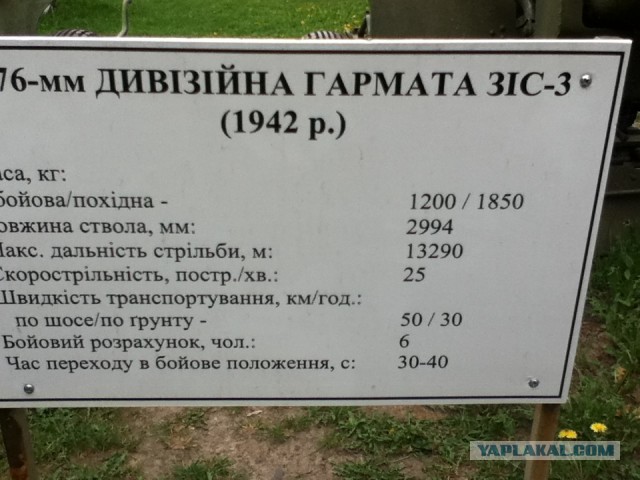 76-мм ДИВІЗІЙНА ГАРМАТА ЗІС-3
(1942 р.)
аса, кг:
бойова/похідна - 1200 / 1850
овжина ствола, мм: 2994
Макс. дальність стрільби, м: 13290
Скорострільність, постр./хв.: 25
Швидкість транспортування, км/год.:
по шосе/по ґрунту - 50 / 30
Бойовий розрахунок, чол.: 6
Час переходу в бойове положення, с: 30-40
YAPLAKAL.COM